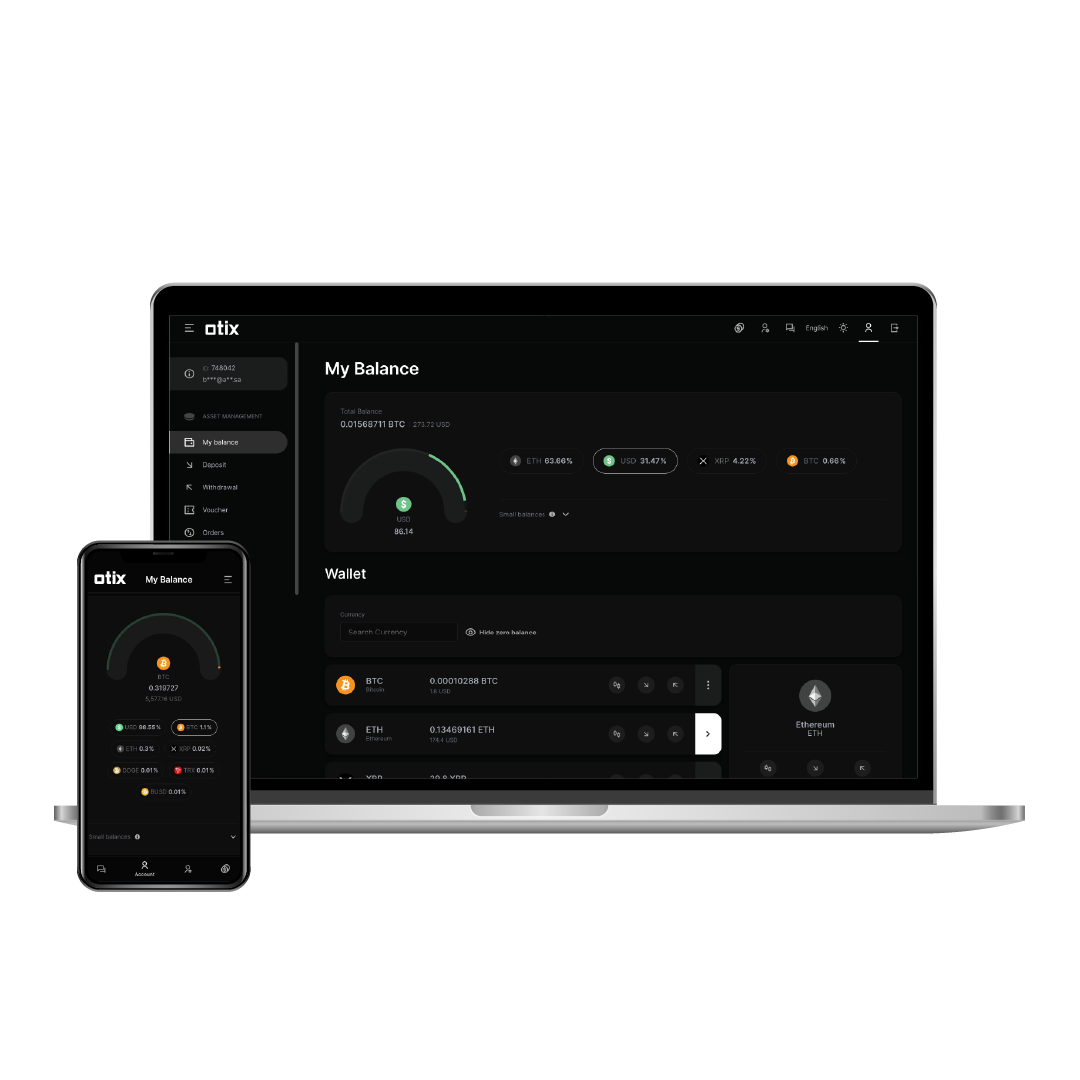 otix
English
ID: 748042
b***@a**.sa
ASSET MANAGEMENT
My balance
Deposit
Withdrawal
Voucher
Orders
My Balance
Total Balance
0.01568711 BTC 273.72 USD
ETH 63.66%
USD 31.47%
XRP 4.22%
BTC 0.66%
USD
86.14
Small balances
Wallet
Currency
Search Currency
Hide zero balance
BTC
Bitcoin
0.00010288 BTC
1.8 USD
ETH
Ethereum
0.13469161 ETH
174.4 USD
XRP
Ethereum
ETH
otix
My Balance
BTC
0.319727
5,577.16 USD
USD 98.55%
BTC 1.1%
ETH 0.3%
XRP 0.02%
DOGE 0.01%
TRX 0.01%
BUSD 0.01%
Small balances
Account